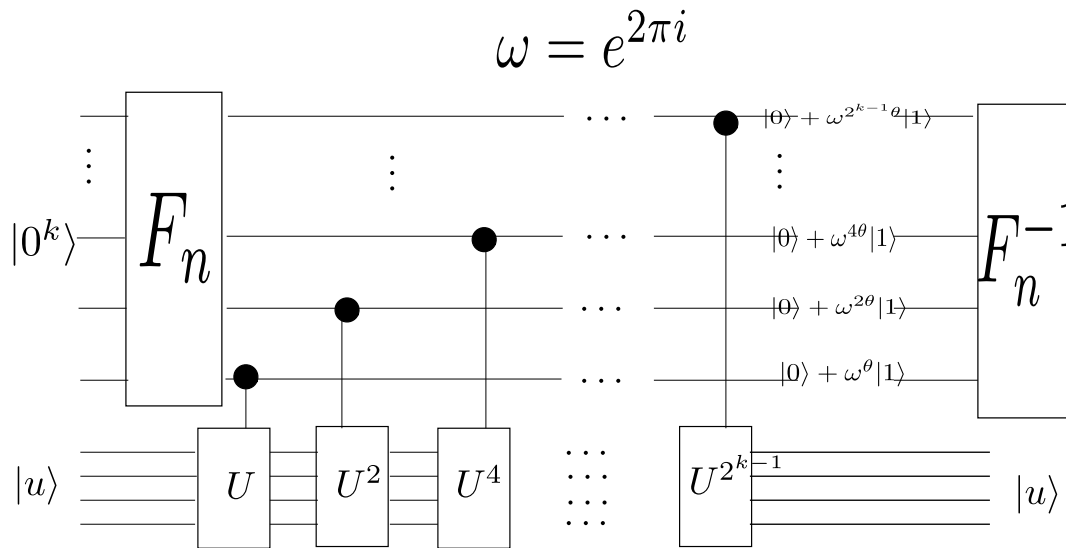 ω = e^{2πi}
⋯ |0⟩ + ω^{2^{k−1}θ}|1⟩
⋮ ⋮ ⋮
|0^k⟩ F_n ⋯ |0⟩ + ω^{4θ}|1⟩ F_n^{−1}
⋯ |0⟩ + ω^{2θ}|1⟩
⋯ |0⟩ + ω^{θ}|1⟩
|u⟩ U U^2 U^4 ⋯ U^{2^{k−1}} |u⟩